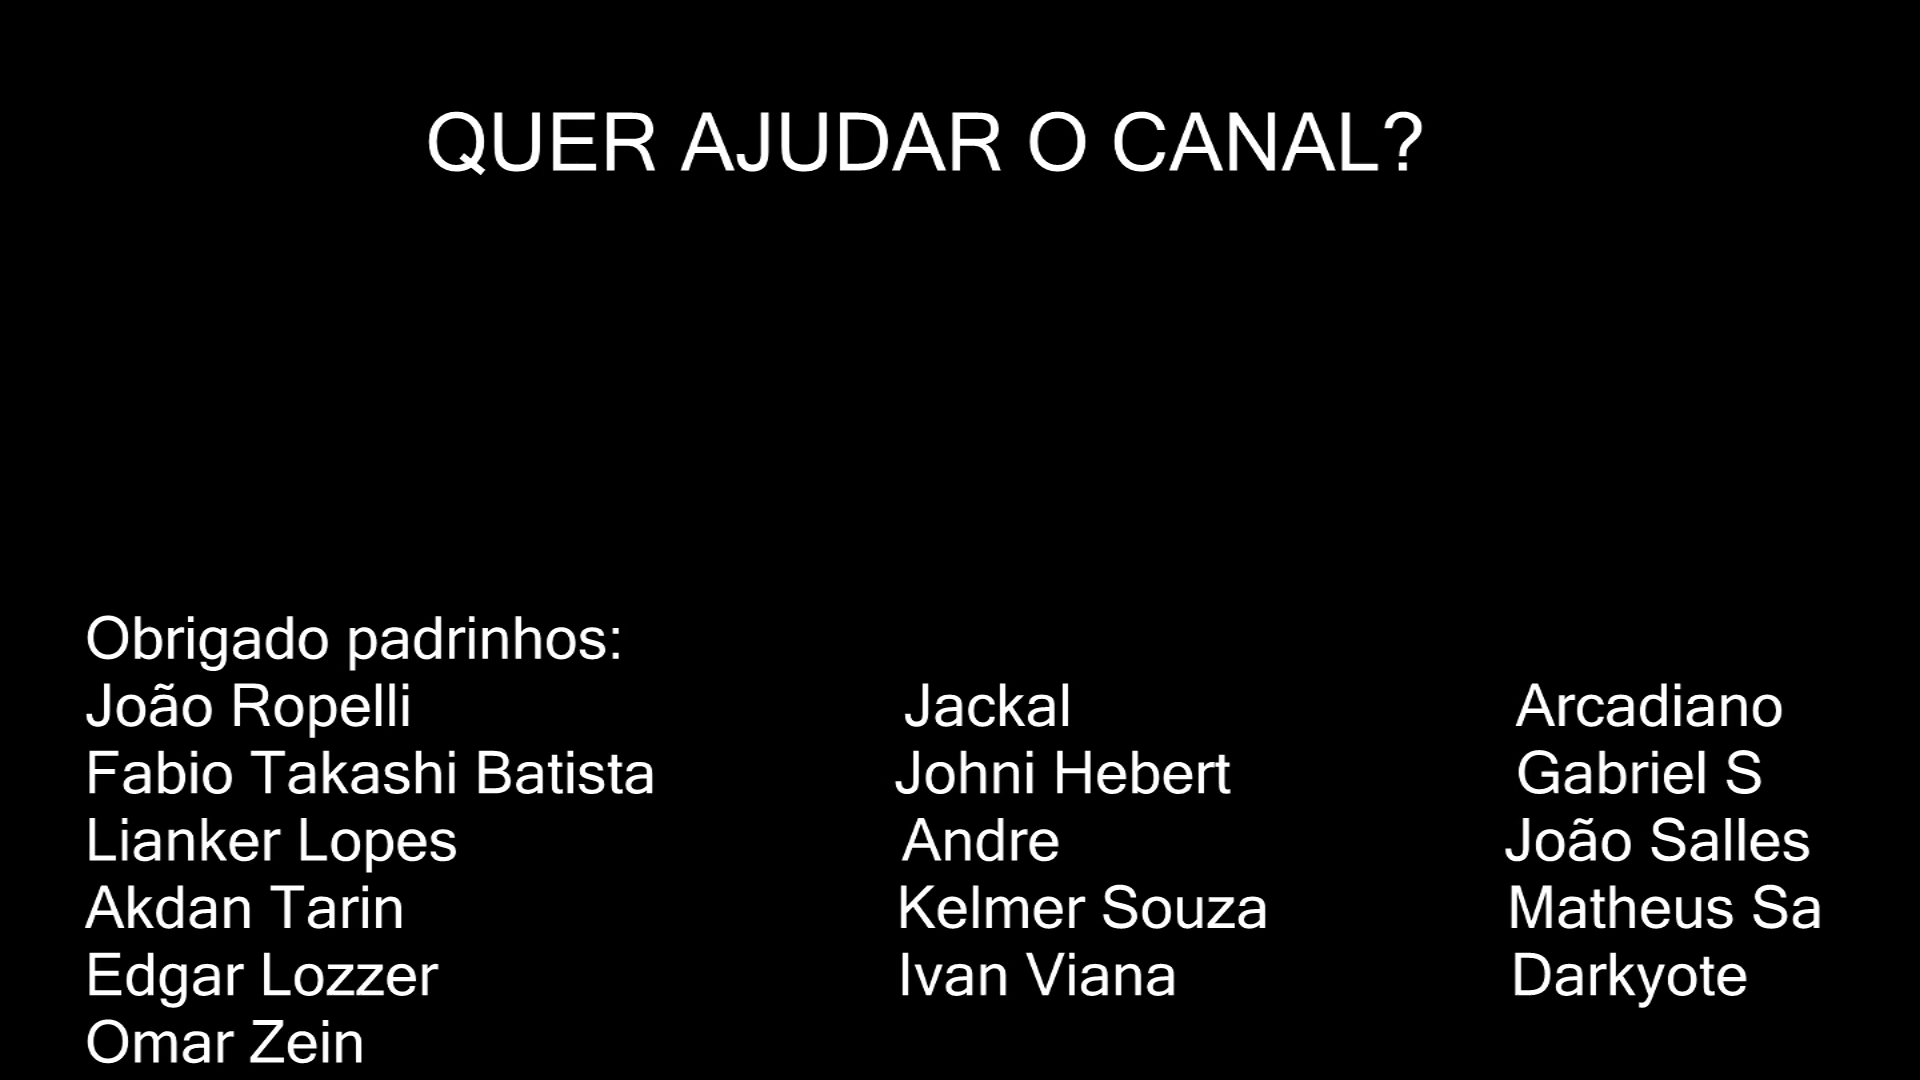 QUER AJUDAR O CANAL?
Obrigado padrinhos:
João Ropelli Jackal Arcadiano
Fabio Takashi Batista Johni Hebert Gabriel S
Lianker Lopes Andre João Salles
Akdan Tarin Kelmer Souza Matheus Sa
Edgar Lozzer Ivan Viana Darkyote
Omar Zein